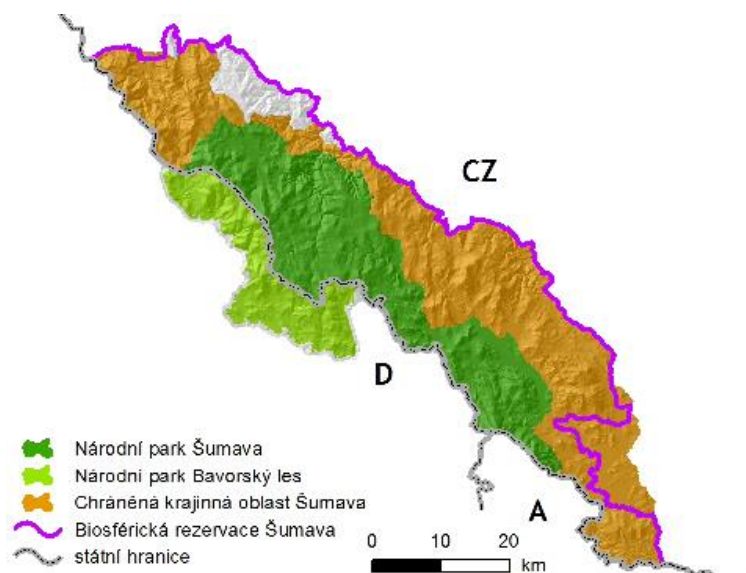 CZ
D
Národní park Šumava
Národní park Bavorský les
Chráněná krajinná oblast Šumava
Biosférická rezervace Šumava
státní hranice
A
0 10 20
km